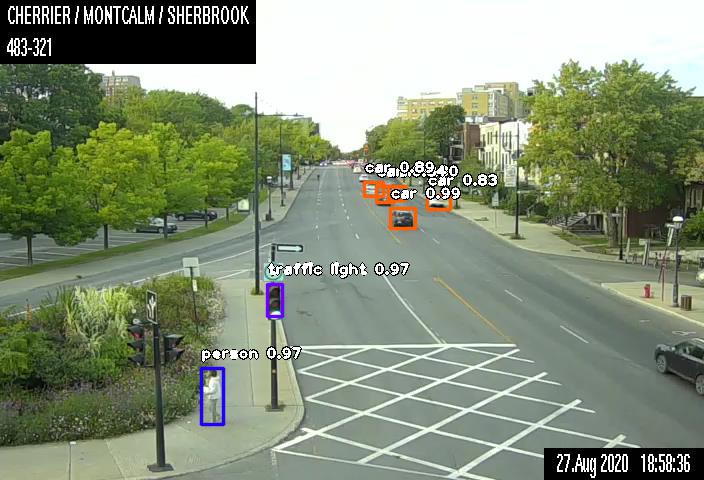 CHERRIER / MONTCALM / SHERBROOK
483-321
car 0.89
car 0.83
car 0.99
traffic light 0.97
person 0.97
27.Aug 2020 18:58:36